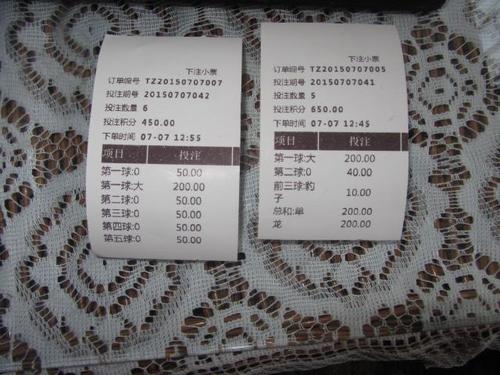 下注小票
订单编号 TZ20150707007
投注期号 20150707042
投注数量 6
投注积分 450.00
下单时间 07-07 12:55
项目 投注
第一球:0 50.00
第一球:大 200.00
第二球:0 50.00
第三球:0 50.00
第四球:0 50.00
第五球:0 50.00
下注小票
订单编号 TZ20150707005
投注期号 20150707041
投注数量 5
投注积分 650.00
下单时间 07-07 12:45
项目 投注
第一球:大 200.00
第二球:0 40.00
前三球:豹
子 10.00
总和:单 200.00
龙 200.00